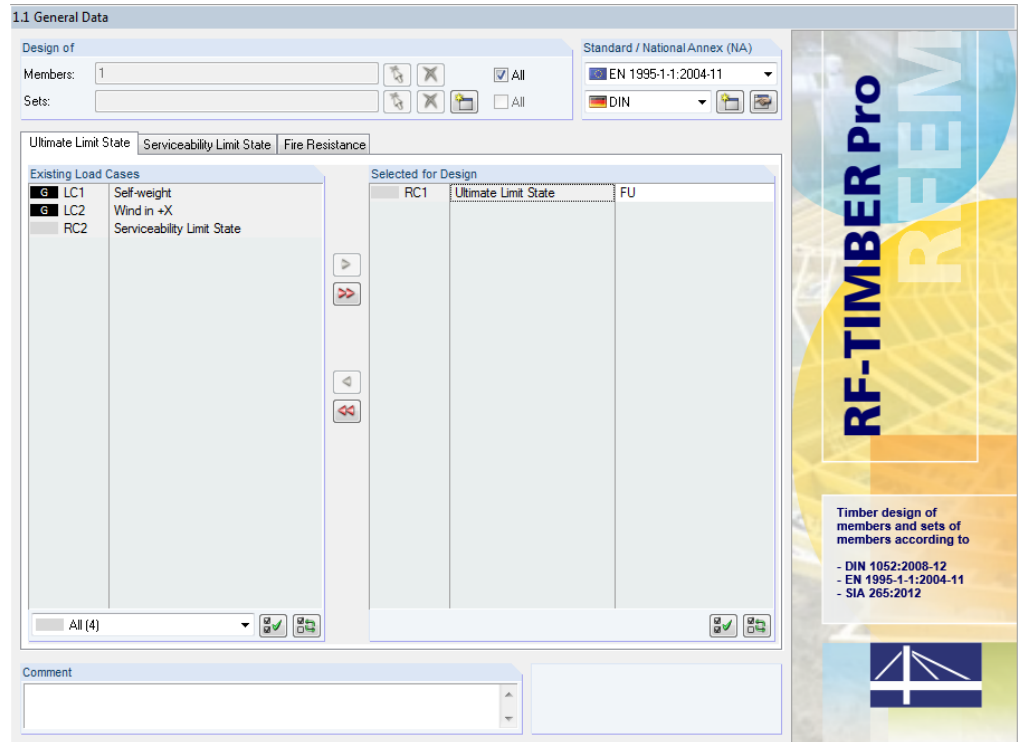 1.1 General Data
Design of
Standard / National Annex (NA)
Members:
1
All
EN 1995-1-1:2004-11
Sets:
All
DIN
Ultimate Limit State
Serviceability Limit State
Fire Resistance
Existing Load Cases
Selected for Design
G LC1 Self-weight
G LC2 Wind in +X
RC2 Serviceability Limit State
RC1 Ultimate Limit State FU
All (4)
Comment
RF-TIMBER Pro
RFEM
Timber design of
members and sets of
members according to
- DIN 1052:2008-12
- EN 1995-1-1:2004-11
- SIA 265:2012